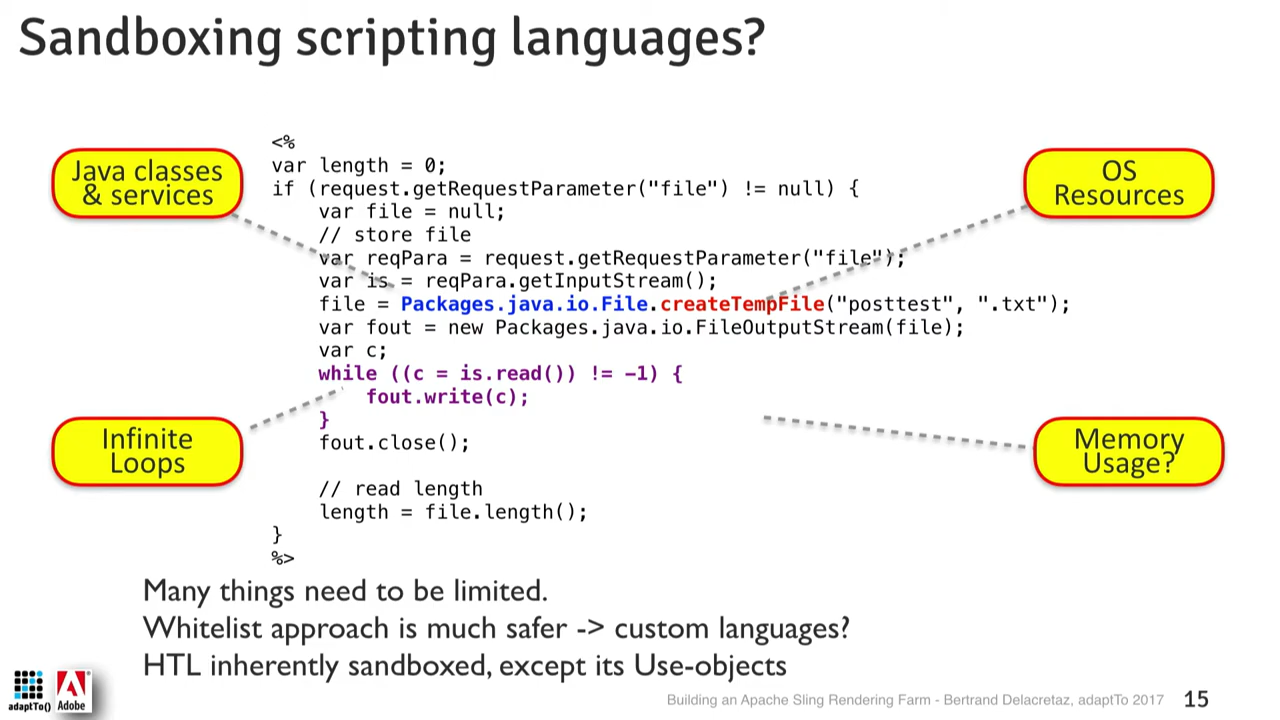 Sandboxing scripting languages?
Java classes
& services
OS
Resources
<%
var length = 0;
if (request.getRequestParameter("file") != null) {
    var file = null;
    // store file
    var reqPara = request.getRequestParameter("file");
    var is = reqPara.getInputStream();
    file = Packages.java.io.File.createTempFile("posttest", ".txt");
    var fout = new Packages.java.io.FileOutputStream(file);
    var c;
    while ((c = is.read()) != -1) {
        fout.write(c);
    }
    fout.close();
    // read length
    length = file.length();
}
%>
Infinite
Loops
Memory
Usage?
Many things need to be limited.
Whitelist approach is much safer -> custom languages?
HTL inherently sandboxed, except its Use-objects
adaptTo()
Adobe
Building an Apache Sling Rendering Farm - Bertrand Delacretaz, adaptTo 2017
15